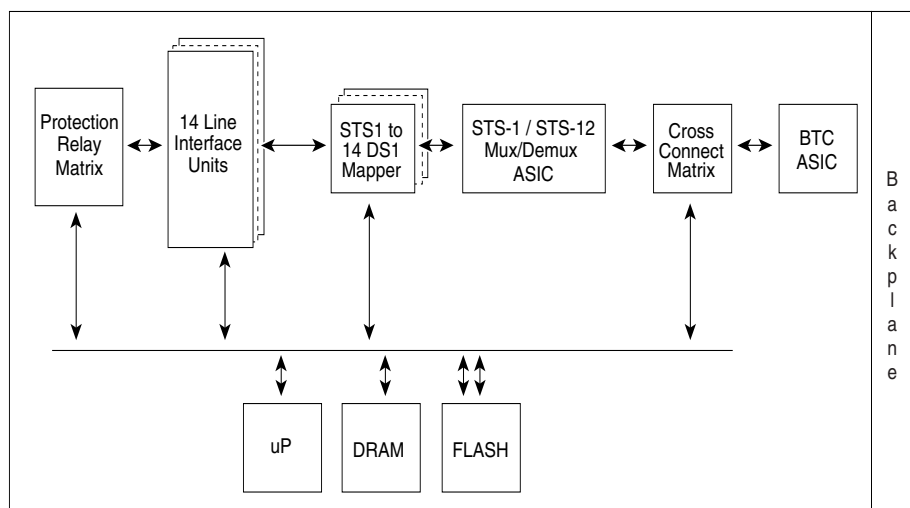 Protection
Relay
Matrix
14 Line
Interface
Units
STS1 to
14 DS1
Mapper
STS-1 / STS-12
Mux/Demux
ASIC
Cross
Connect
Matrix
BTC
ASIC
Backplane
uP
DRAM
FLASH